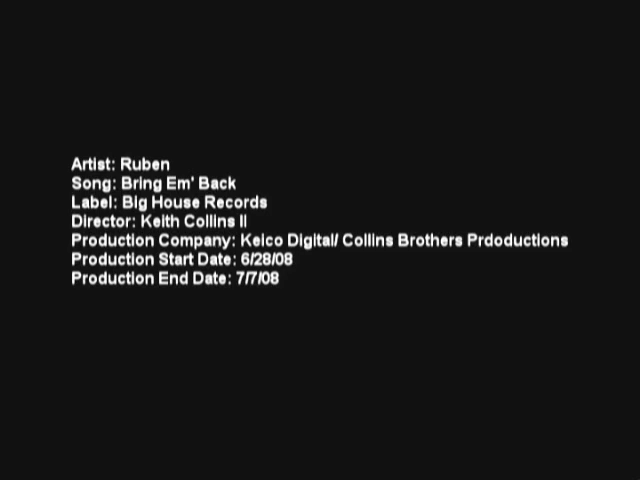 Artist: Ruben
Song: Bring Em' Back
Label: Big House Records
Director: Keith Collins II
Production Company: Kelco Digital/ Collins Brothers Prdoductions
Production Start Date: 6/28/08
Production End Date: 7/7/08